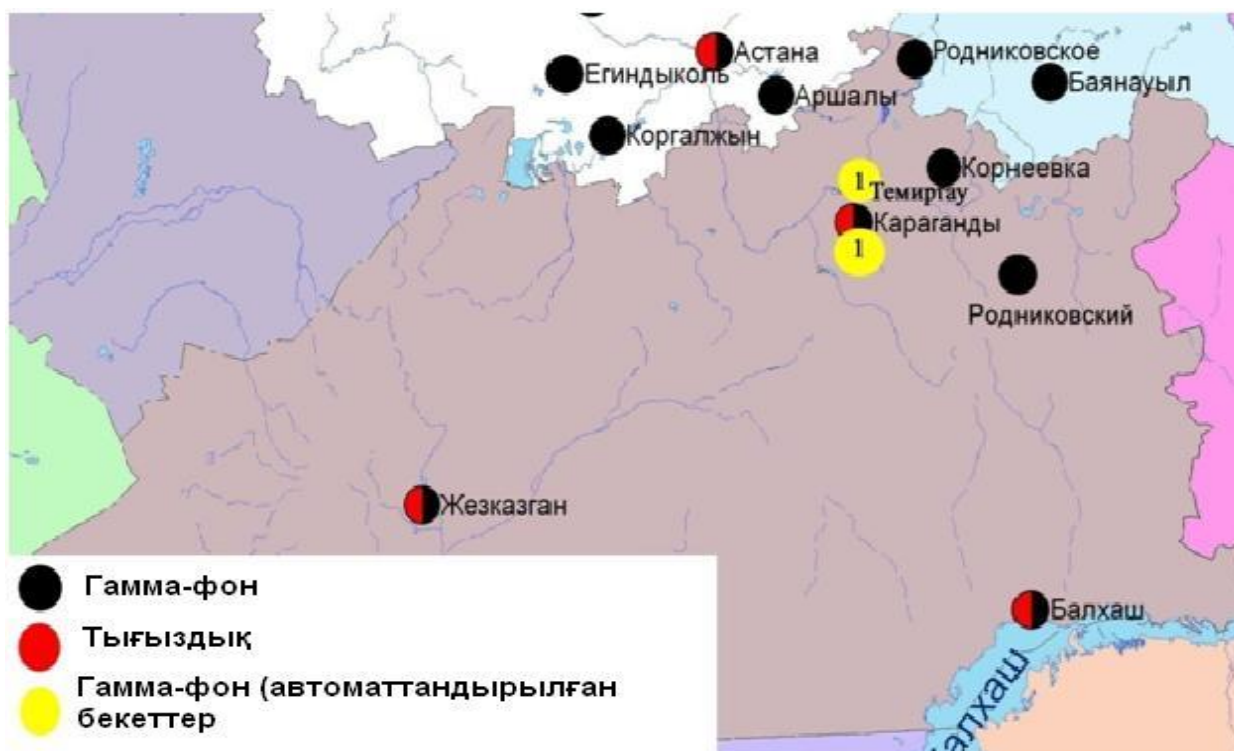 Астана
Родниковское
Егиндыколь
Баянауыл
Аршалы
Коргалжын
Корнеевка
1
Темиртау
Караганды
1
Родниковский
Жезказган
Балхаш
Гамма-фон
Тығыздық
Гамма-фон (автоматтандырылған
бекеттер